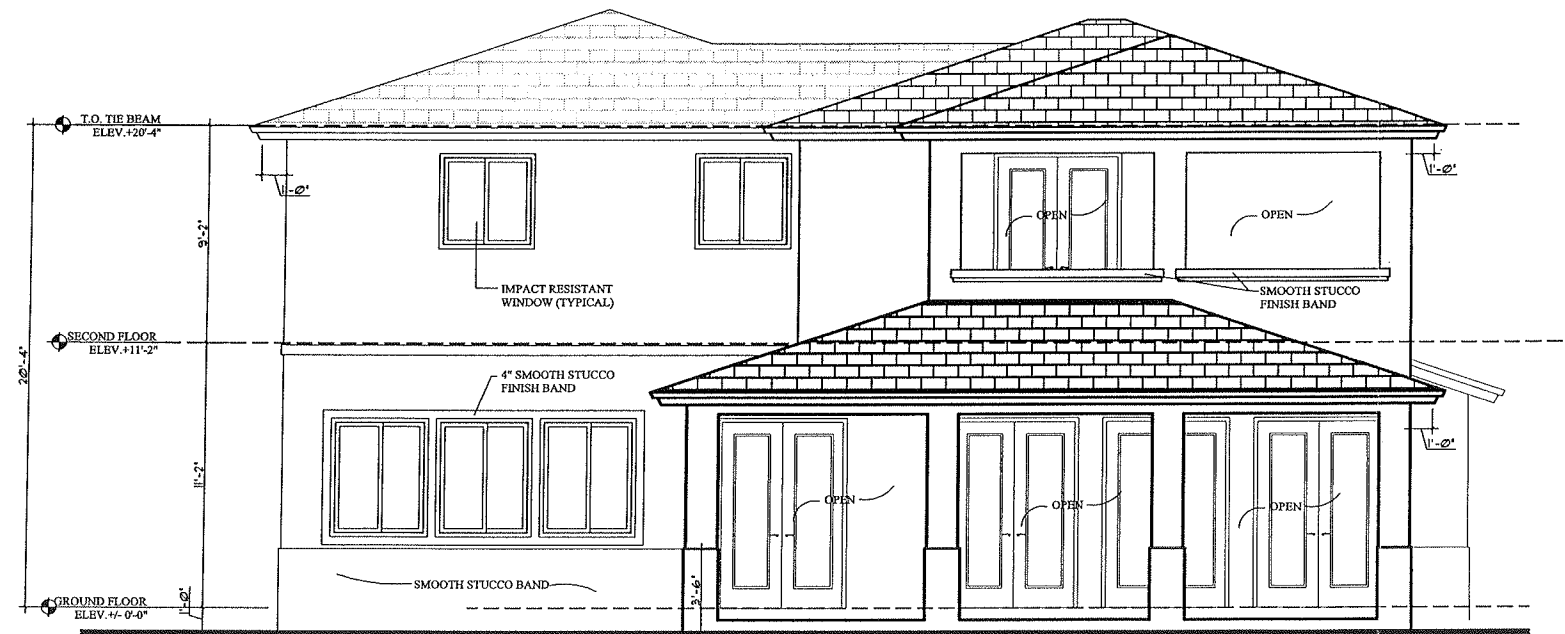 T.O. TIE BEAM
ELEV.+20'-4"
1'-0"
1'-0"
9'-2"
OPEN
OPEN
IMPACT RESISTANT
WINDOW (TYPICAL)
SMOOTH STUCCO
FINISH BAND
SECOND FLOOR
ELEV.+11'-2"
20'-4"
4" SMOOTH STUCCO
FINISH BAND
1'-0"
11'-2"
OPEN
OPEN
OPEN
SMOOTH STUCCO BAND
3'-6"
1'-0"
GROUND FLOOR
ELEV.+/- 0'-0"